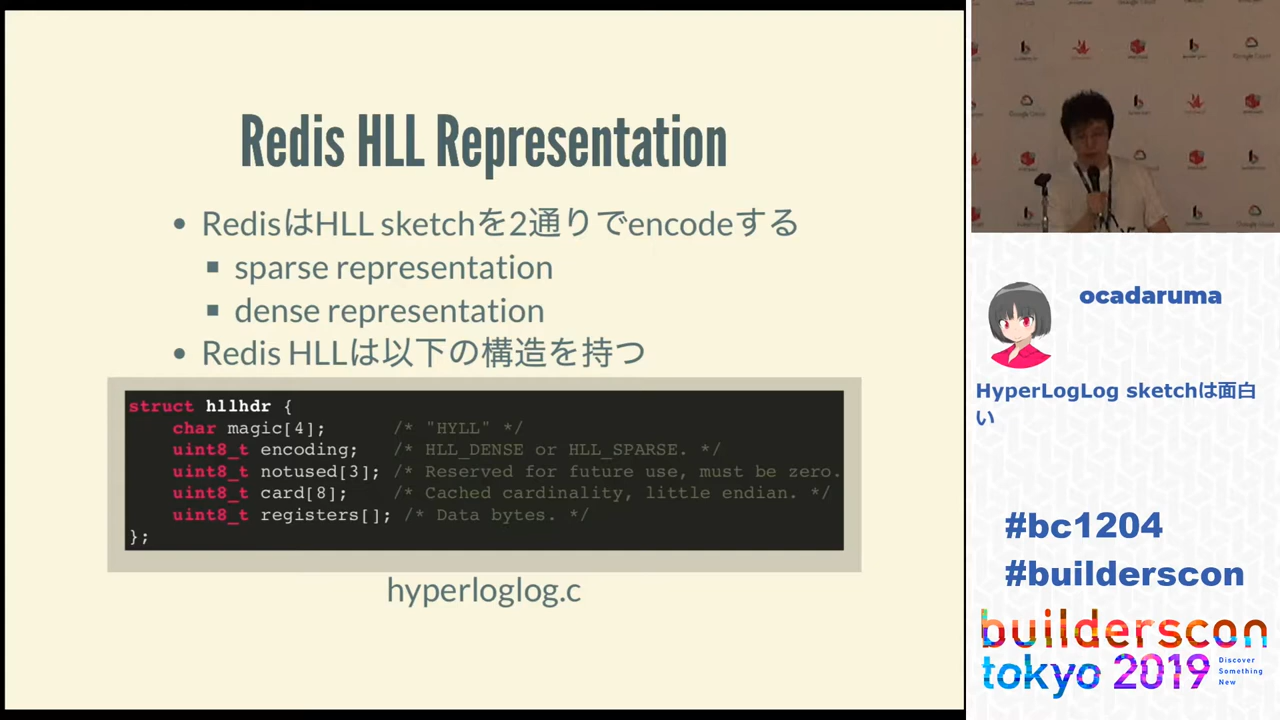 Redis HLL Representation
RedisはHLL sketchを2通りでencodeする
sparse representation
dense representation
Redis HLLは以下の構造を持つ
struct hllhdr {
char magic[4]; /* "HYLL" */
uint8_t encoding; /* HLL_DENSE or HLL_SPARSE. */
uint8_t notused[3]; /* Reserved for future use, must be zero.
uint8_t card[8]; /* Cached cardinality, little endian. */
uint8_t registers[]; /* Data bytes. */
};
hyperloglog.c
ocadaruma
HyperLogLog sketchは面白
い
#bc1204
#builderscon
builderscon
tokyo 2019
Discover
Something
New